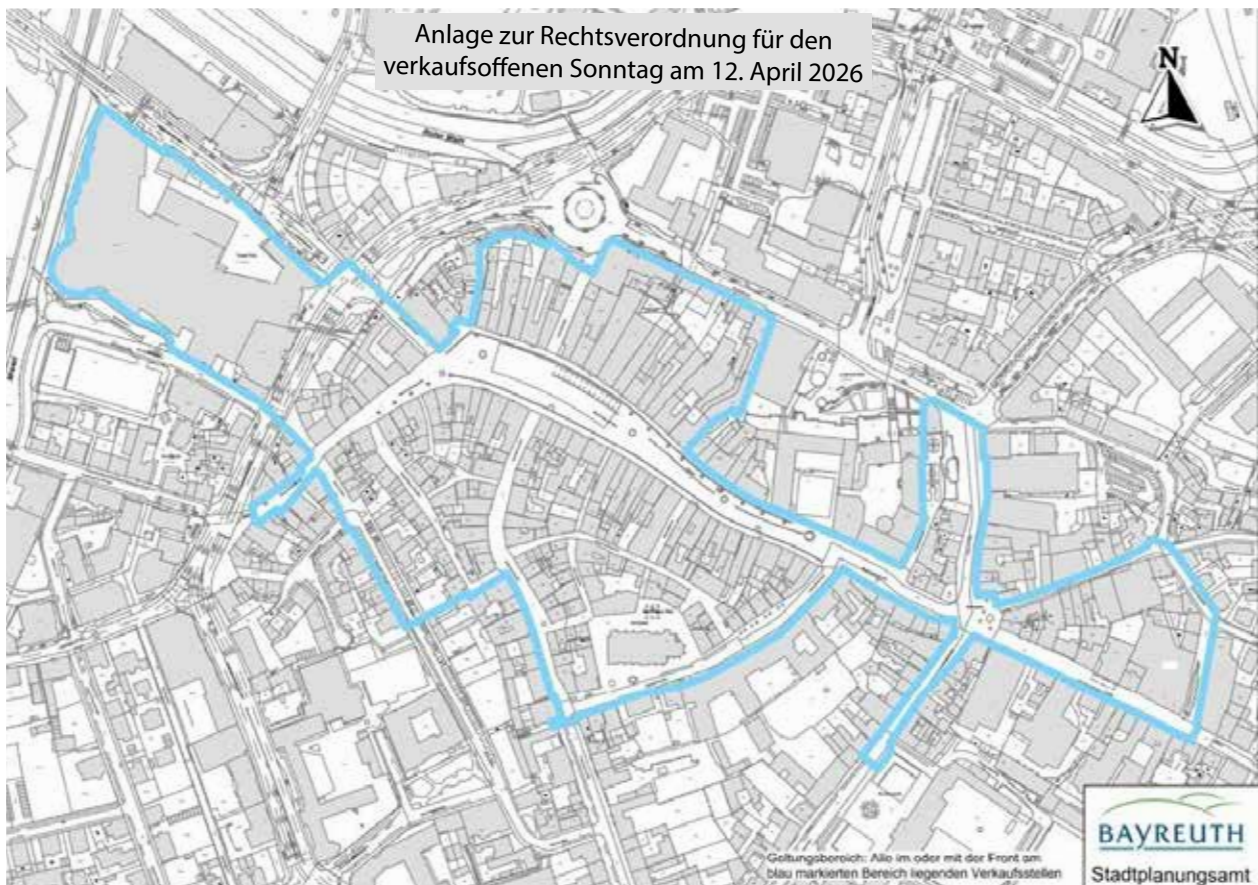 Anlage zur Rechtsverordnung für den
verkaufsoffenen Sonntag am 12. April 2026
N
Geltungsbereich: Alle im oder mit der Front am
blau markierten Bereich liegenden Verkaufsstellen
BAYREUTH
Stadtplanungsamt